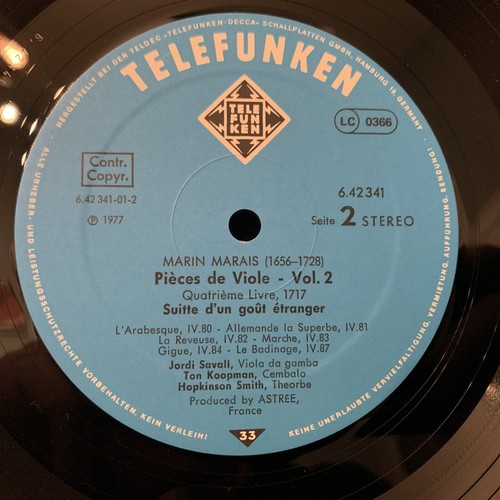 HERGESTELLT BEI DER TELDEC »TELEFUNKEN-DECCA« SCHALLPLATTEN GMBH, HAMBURG 19, GERMANY
TELEFUNKEN
TELE
FUN
KEN
LC 0366
Contr.
Copyr.
6.42 341-01-2
6.42 341
℗ 1977
Seite 2 STEREO
MARIN MARAIS (1656–1728)
Pièces de Viole - Vol. 2
Quatrième Livre, 1717
Suitte d'un goût étranger
L'Arabesque, IV.80 - Allemande la Superbe, IV.81
La Reveuse, IV.82 - Marche, IV.83
Gigue, IV.84 - Le Badinage, IV.87
Jordi Savall, Viola da gamba
Ton Koopman, Cembalo
Hopkinson Smith, Theorbe
Produced by ASTREE,
France
33
ALLE URHEBER- UND LEISTUNGSSCHUTZRECHTE VORBEHALTEN. KEIN VERLEIH!
KEINE UNERLAUBTE VERVIELFÄLTIGUNG, VERMIETUNG, AUFFÜHRUNG, SENDUNG!